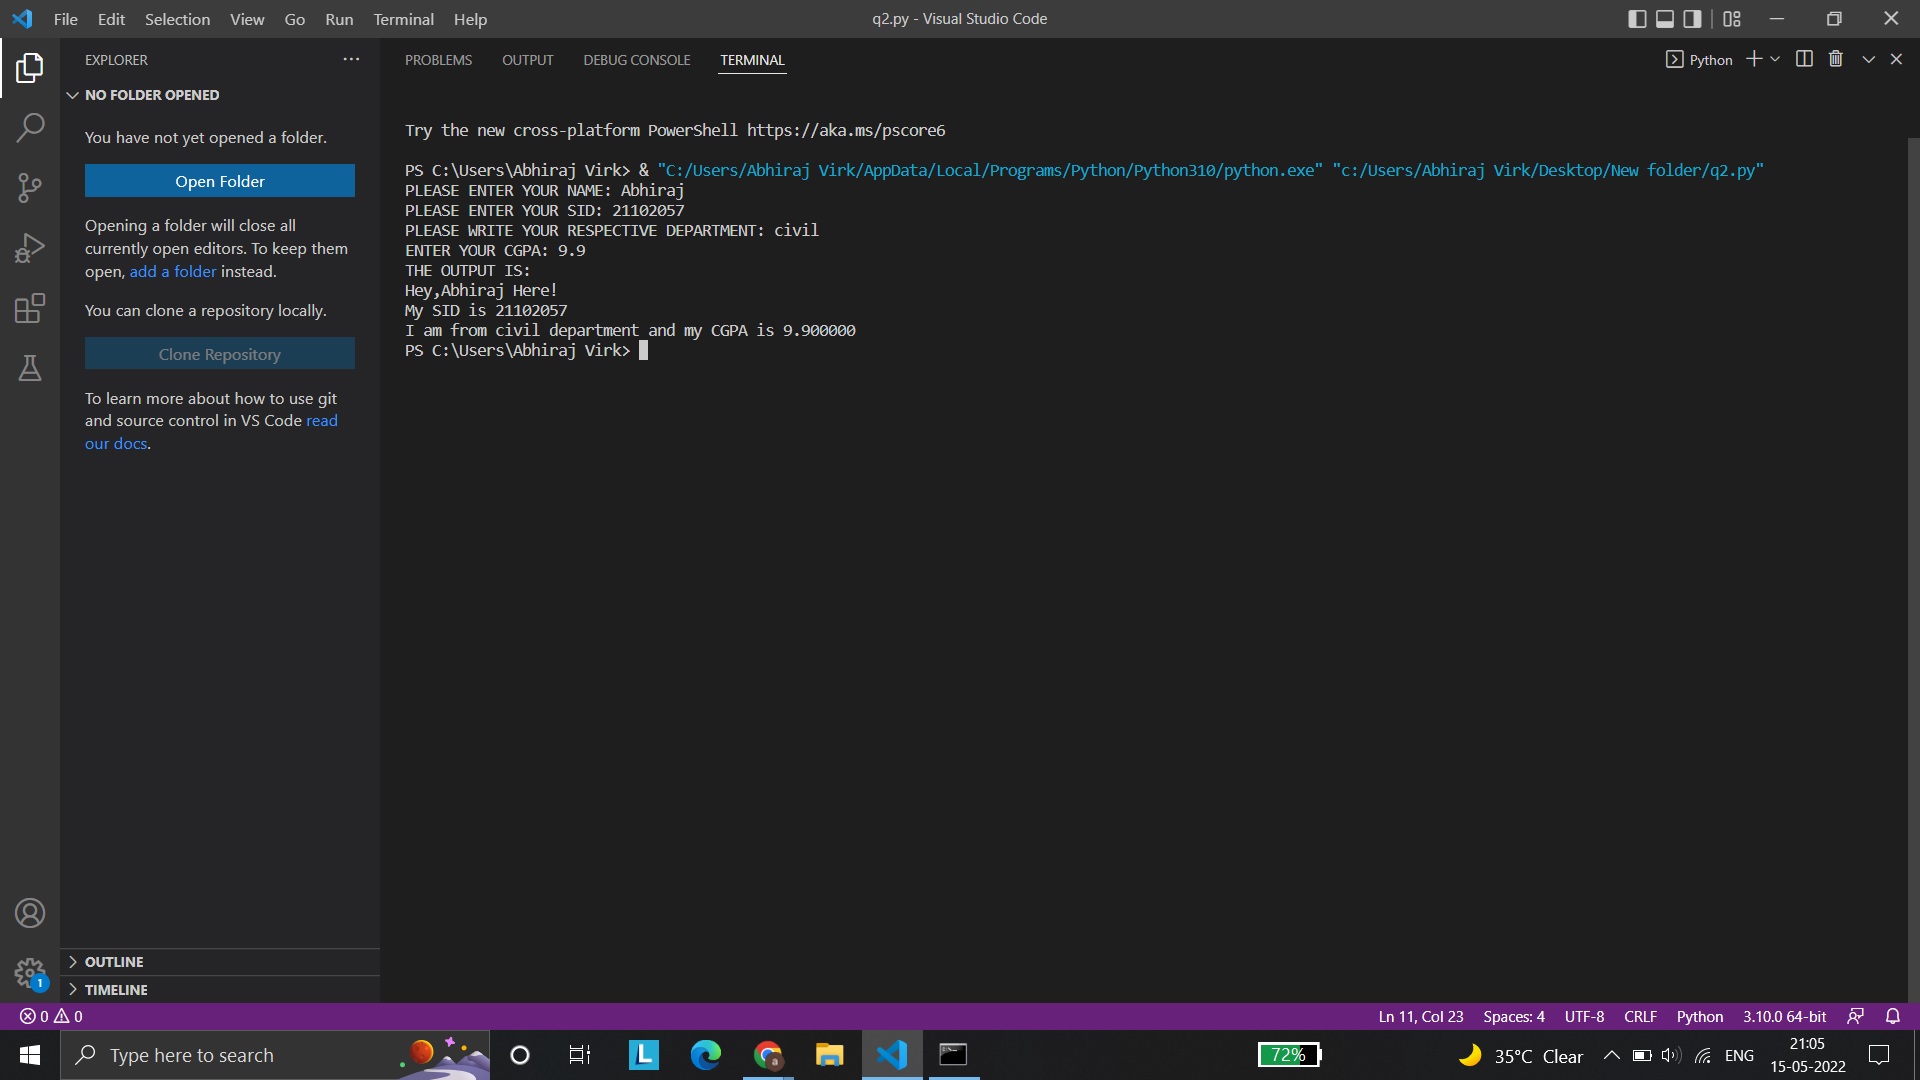 File Edit Selection View Go Run Terminal Help
q2.py - Visual Studio Code
EXPLORER
NO FOLDER OPENED
You have not yet opened a folder.
Open Folder
Opening a folder will close all
currently open editors. To keep them
open, add a folder instead.
You can clone a repository locally.
Clone Repository
To learn more about how to use git
and source control in VS Code read
our docs.
OUTLINE
TIMELINE
1
PROBLEMS OUTPUT DEBUG CONSOLE TERMINAL
Python
Try the new cross-platform PowerShell https://aka.ms/pscore6
PS C:\Users\Abhiraj Virk> & "C:/Users/Abhiraj Virk/AppData/Local/Programs/Python/Python310/python.exe" "c:/Users/Abhiraj Virk/Desktop/New folder/q2.py"
PLEASE ENTER YOUR NAME: Abhiraj
PLEASE ENTER YOUR SID: 21102057
PLEASE WRITE YOUR RESPECTIVE DEPARTMENT: civil
ENTER YOUR CGPA: 9.9
THE OUTPUT IS:
Hey,Abhiraj Here!
My SID is 21102057
I am from civil department and my CGPA is 9.900000
PS C:\Users\Abhiraj Virk>
0 0
Ln 11, Col 23 Spaces: 4 UTF-8 CRLF Python 3.10.0 64-bit
Type here to search
L
a
72%
35°C Clear
ENG
21:05
15-05-2022